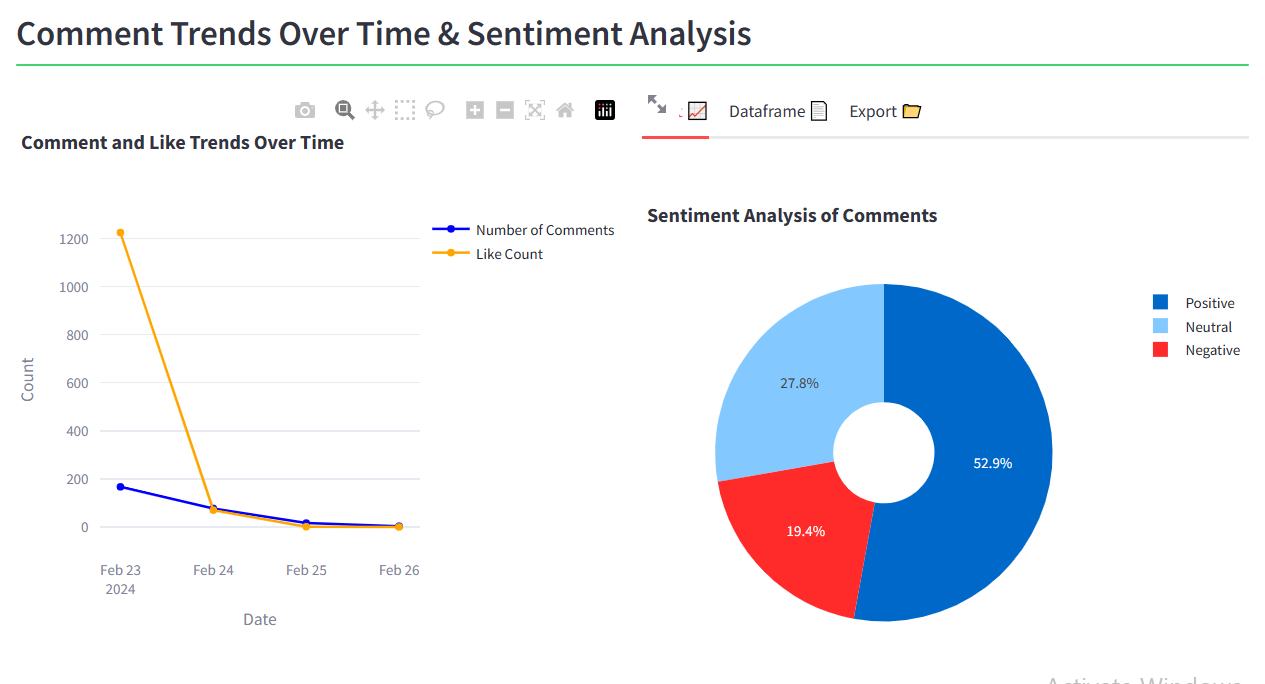 Comment Trends Over Time & Sentiment Analysis
Dataframe
Export
Comment and Like Trends Over Time
Number of Comments
Like Count
1200
1000
800
600
400
200
0
Count
Feb 23
2024
Feb 24
Feb 25
Feb 26
Date
Sentiment Analysis of Comments
Positive
Neutral
Negative
27.8%
52.9%
19.4%
Activate Windows